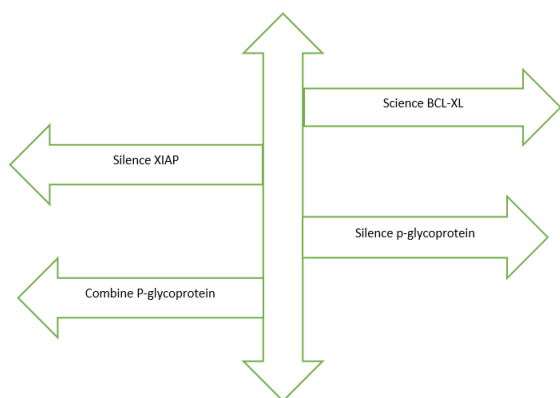 Science BCL-XL
Silence XIAP
Silence p-glycoprotein
Combine P-glycoprotein